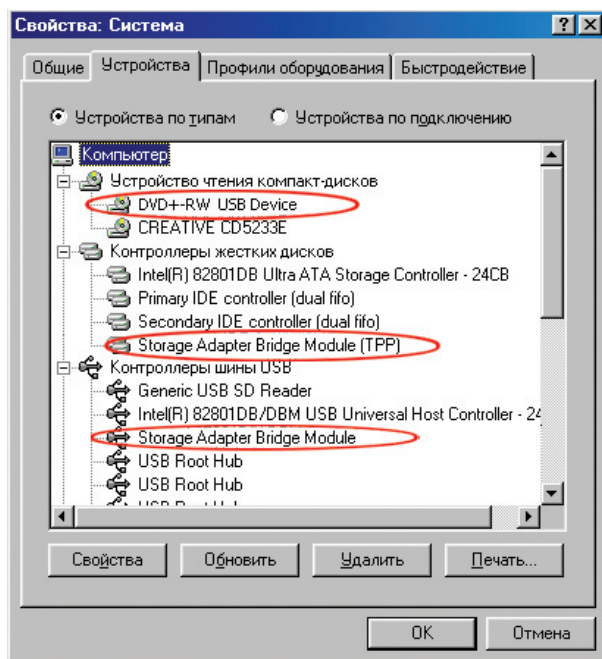 Свойства: Система
Общие Устройства Профили оборудования Быстродействие
Устройства по типам Устройства по подключению
Компьютер
Устройство чтения компакт-дисков
DVD+-RW USB Device
CREATIVE CD5233E
Контроллеры жестких дисков
Intel(R) 82801DB Ultra ATA Storage Controller - 24CB
Primary IDE controller (dual fifo)
Secondary IDE controller (dual fifo)
Storage Adapter Bridge Module (TPP)
Контроллеры шины USB
Generic USB SD Reader
Intel(R) 82801DB/DBM USB Universal Host Controller - 24
Storage Adapter Bridge Module
USB Root Hub
USB Root Hub
USB Root Hub
Свойства Обновить Удалить Печать...
OK Отмена